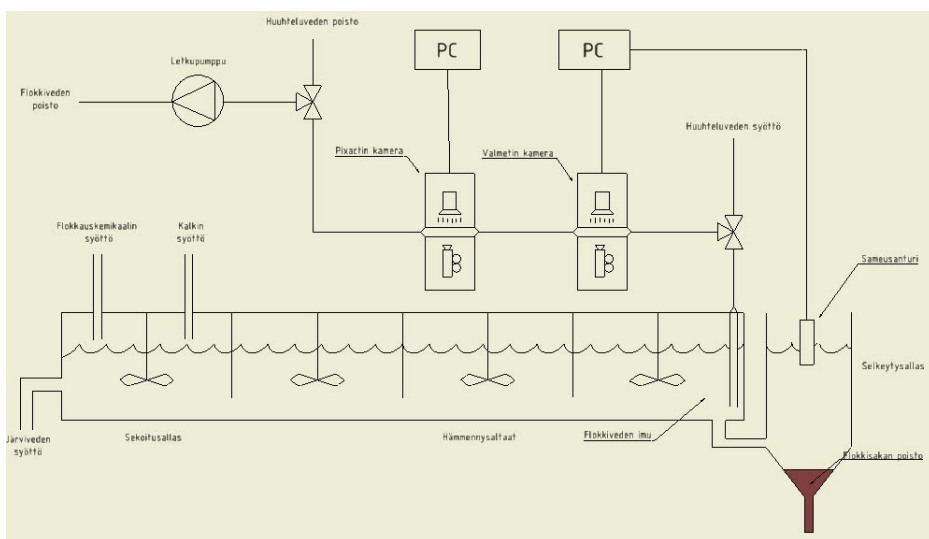 Huuhteluveden poisto
Letkupumppu
PC
PC
Flokkiveden
poisto
Huuhteluveden syöttö
Pixactin kamera
Valmetin kamera
Flokkauskemikaalin
syöttö
Kalkin
syöttö
Sameusanturi
Selkeytysallas
Järviveden
syöttö
Sekoitusallas
Hämmennysaltaat
Flokkiveden imu
Flokkisakan poisto